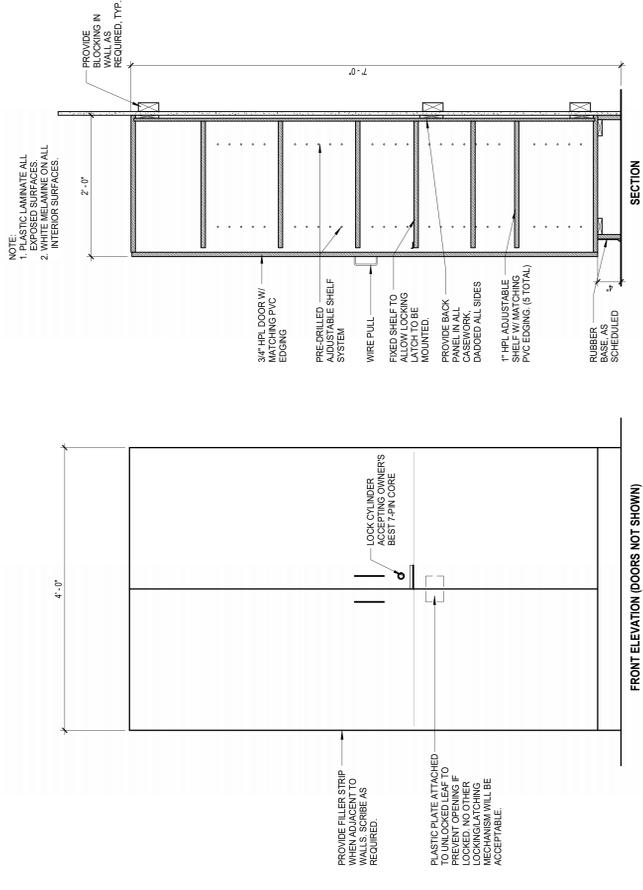 NOTE:
1. PLASTIC LAMINATE ALL
EXPOSED SURFACES.
2. WHITE MELAMINE ON ALL
INTERIOR SURFACES.
PROVIDE
BLOCKING IN
WALL AS
REQUIRED, TYP.
2' - 0"
7' - 0"
3/4" HPL DOOR W/
MATCHING PVC
EDGING
PRE-DRILLED
AJDUSTABLE SHELF
SYSTEM
WIRE PULL
FIXED SHELF TO
ALLOW LOCKING
LATCH TO BE
MOUNTED.
PROVIDE BACK
PANEL IN ALL
CASEWORK,
DADOED ALL SIDES
1" HPL ADJUSTABLE
SHELF W/ MATCHING
PVC EDGING. (5 TOTAL)
RUBBER
BASE, AS
SCHEDULED
4"
SECTION
4' - 0"
LOCK CYLINDER
ACCEPTING OWNER'S
BEST 7-PIN CORE
PROVIDE FILLER STRIP
WHEN ADJACENT TO
WALLS. SCRIBE AS
REQUIRED.
PLASTIC PLATE ATTACHED
TO UNLOCKED LEAF TO
PREVENT OPENING IF
LOCKED. NO OTHER
LOCKING/LATCHING
MECHANISM WILL BE
ACCEPTABLE.
FRONT ELEVATION (DOORS NOT SHOWN)